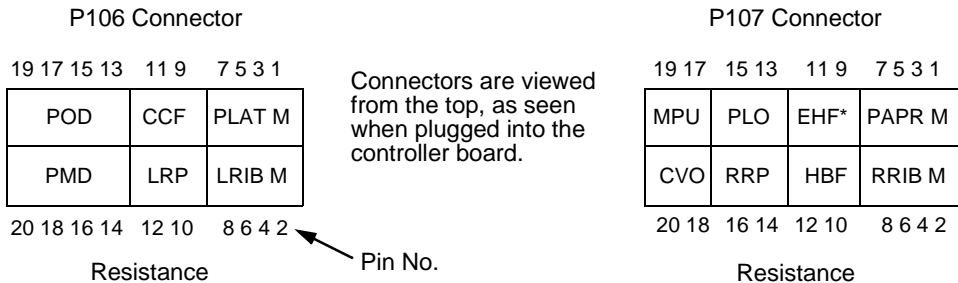 P106 Connector
19 17 15 13 11 9 7 5 3 1
POD CCF PLAT M
PMD LRP LRIB M
20 18 16 14 12 10 8 6 4 2
Resistance
Connectors are viewed
from the top, as seen
when plugged into the
controller board.
Pin No.
P107 Connector
19 17 15 13 11 9 7 5 3 1
MPU PLO EHF* PAPR M
CVO RRP HBF RRIB M
20 18 16 14 12 10 8 6 4 2
Resistance